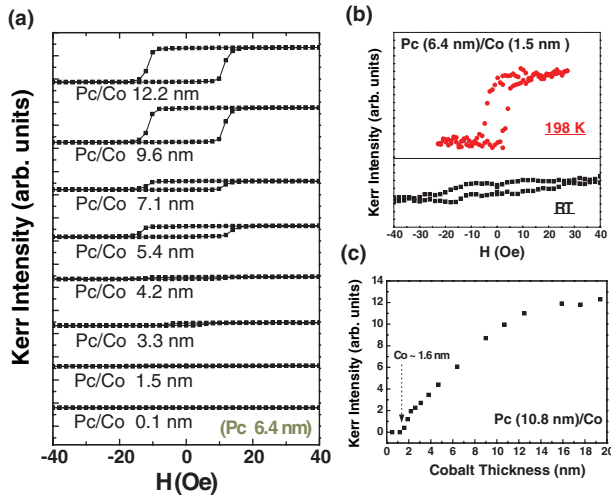 (a)
Kerr Intensity (arb. units)
Pc/Co 12.2 nm
Pc/Co 9.6 nm
Pc/Co 7.1 nm
Pc/Co 5.4 nm
Pc/Co 4.2 nm
Pc/Co 3.3 nm
Pc/Co 1.5 nm
Pc/Co 0.1 nm
(Pc 6.4 nm)
-40 -20 0 20 40
H (Oe)
(b)
Kerr Intensity (arb. units)
Pc (6.4 nm)/Co (1.5 nm )
198 K
RT
-40 -30 -20 -10 0 10 20 30 40
H (Oe)
(c)
Kerr Intensity (arb. units)
14
12
10
8
6
4
2
0
Co ~ 1.6 nm
Pc (10.8 nm)/Co
0 2 4 6 8 10 12 14 16 18 20
Cobalt Thickness (nm)